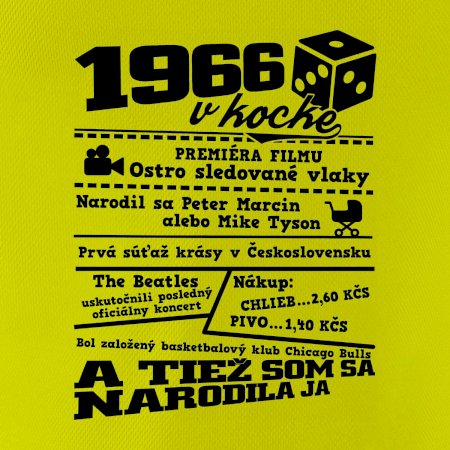 1966
v kocke
PREMIÉRA FILMU
Ostro sledované vlaky
Narodil sa Peter Marcin
alebo Mike Tyson
Prvá súťaž krásy v Československu
The Beatles
uskutočnili posledný
oficiálny koncert
Nákup:
CHLIEB...2,60 KČS
PIVO...1,40 KČS
Bol založený basketbalový klub Chicago Bulls
A TIEŽ SOM SA
NARODILA JA